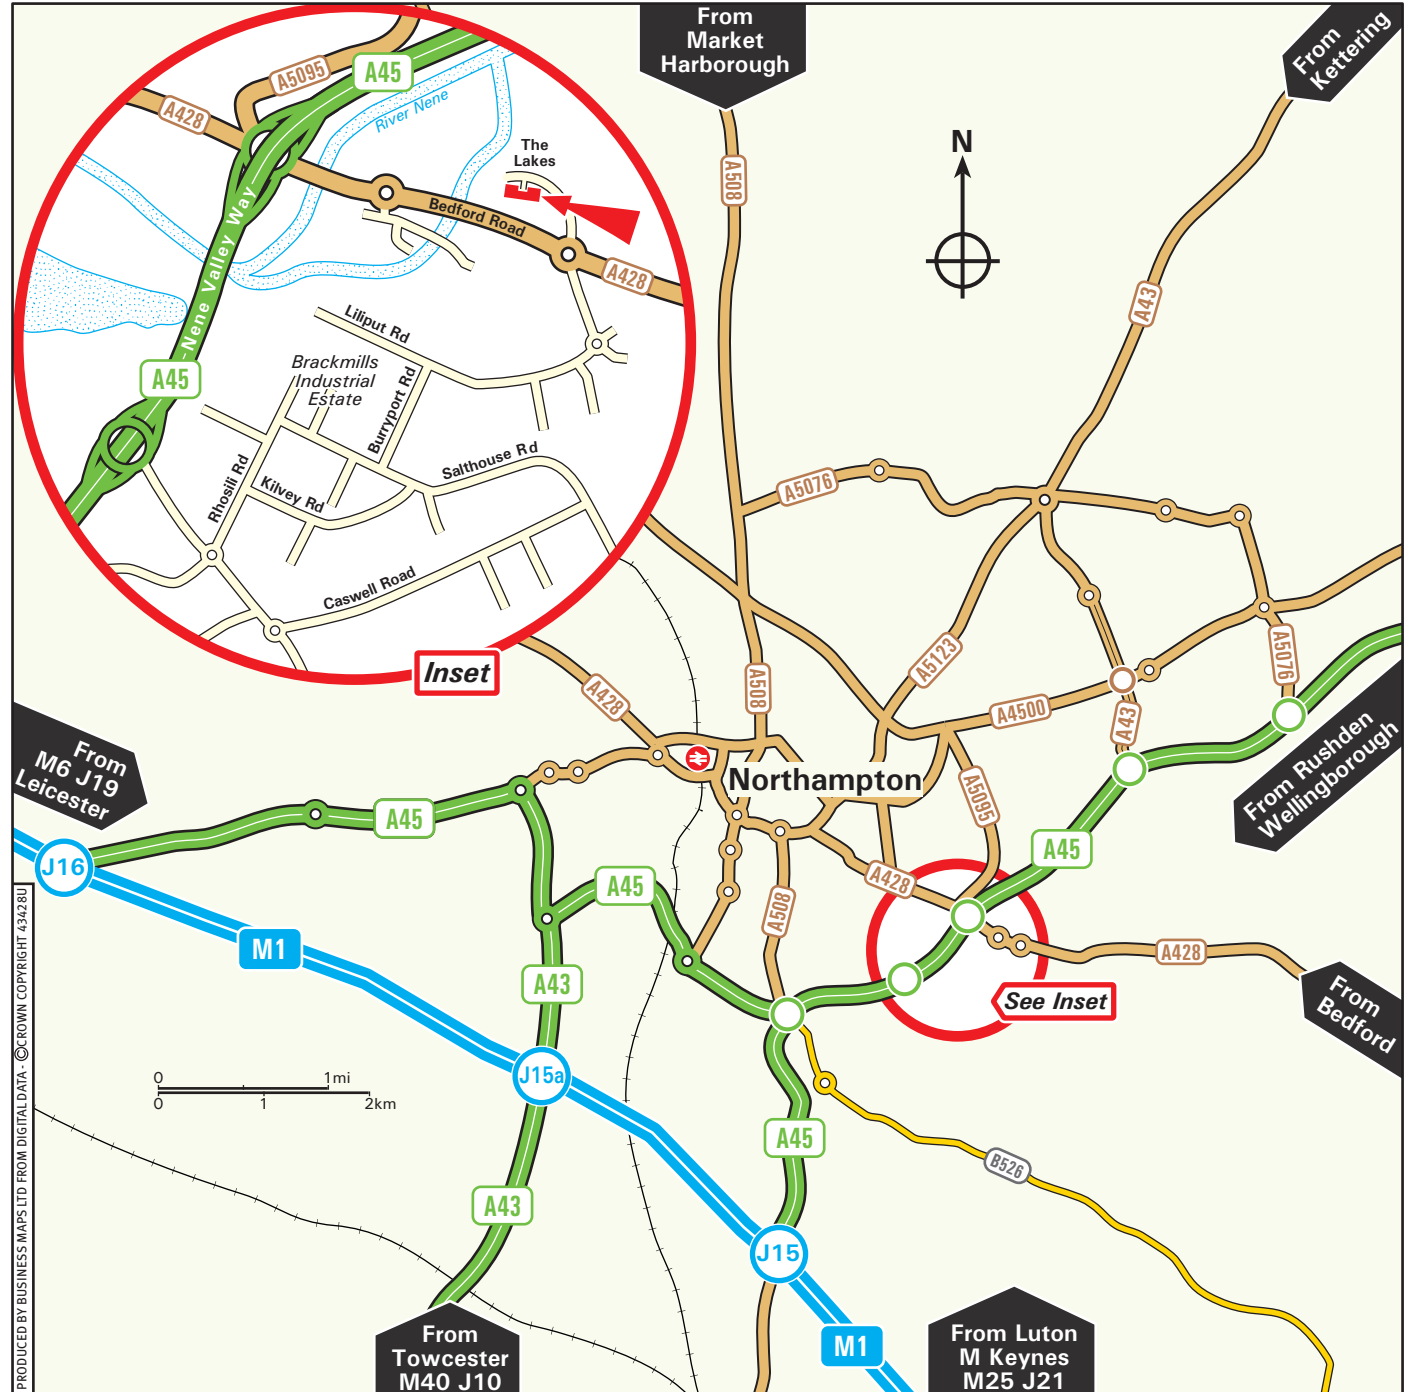 From
Market
Harborough
From
Kettering
A5095
A45
A428
River Nene
The
Lakes
Bedford Road
A428
Nene Valley Way
A45
Liliput Rd
Brackmills
Industrial
Estate
Burryport Rd
Salthouse Rd
Rhosili Rd
Kilvey Rd
Caswell Road
Inset
N
A508
A43
A5076
A5123
A5076
A428
A508
A4500
A43
From
M6 J19
Leicester
Northampton
A5095
From Rushden
Wellingborough
A45
A45
J16
A45
A428
A508
M1
A43
A428
See Inset
From
Bedford
J15a
0
1mi
0
1
2km
A45
B526
A43
J15
M1
From
Towcester
M40 J10
From Luton
M Keynes
M25 J21
PRODUCED BY BUSINESS MAPS LTD FROM DIGITAL DATA - ©CROWN COPYRIGHT 43428U